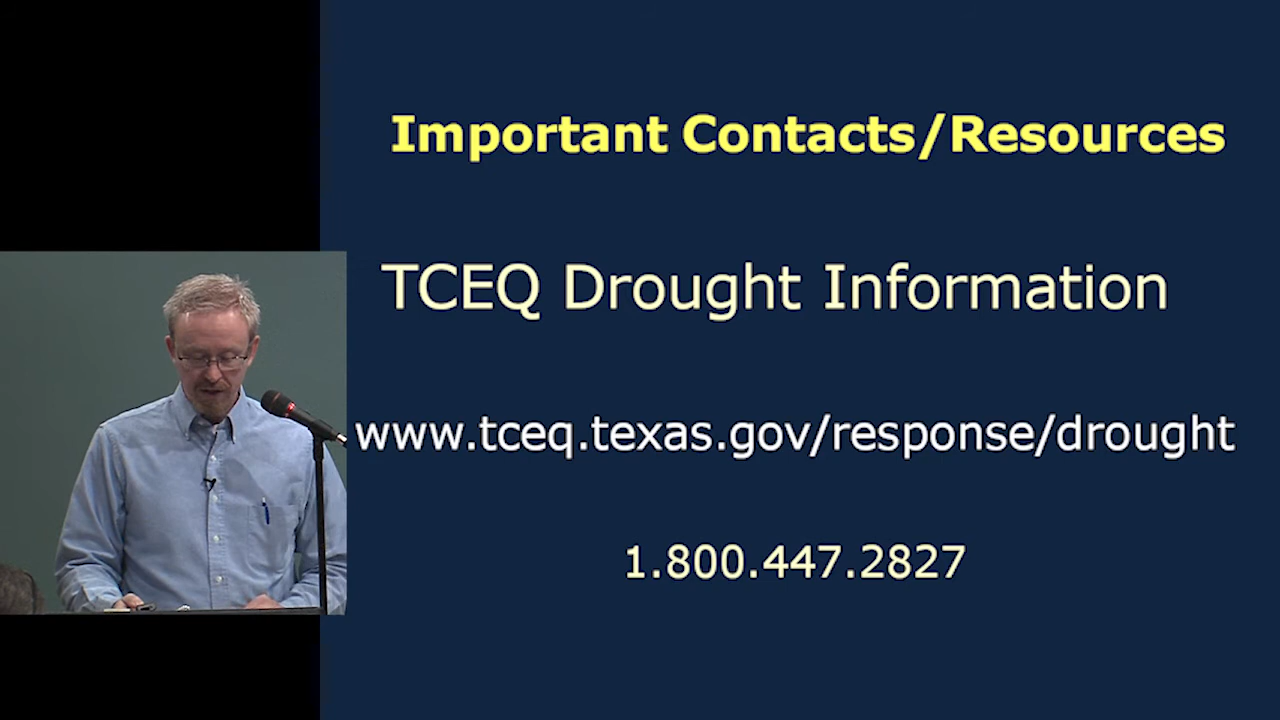 Important Contacts/Resources
TCEQ Drought Information
www.tceq.texas.gov/response/drought
1.800.447.2827